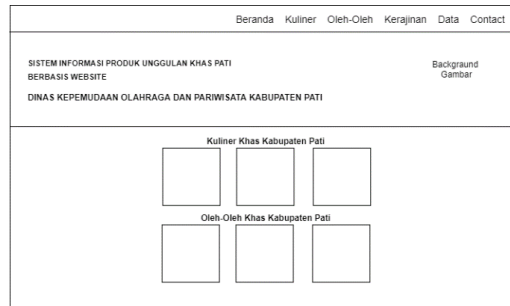 Beranda Kuliner Oleh-Oleh Kerajinan Data Contact
SISTEM INFORMASI PRODUK UNGGULAN KHAS PATI
BERBASIS WEBSITE
DINAS KEPEMUDAAN OLAHRAGA DAN PARIWISATA KABUPATEN PATI
Backgraund
Gambar
Kuliner Khas Kabupaten Pati
Oleh-Oleh Khas Kabupaten Pati